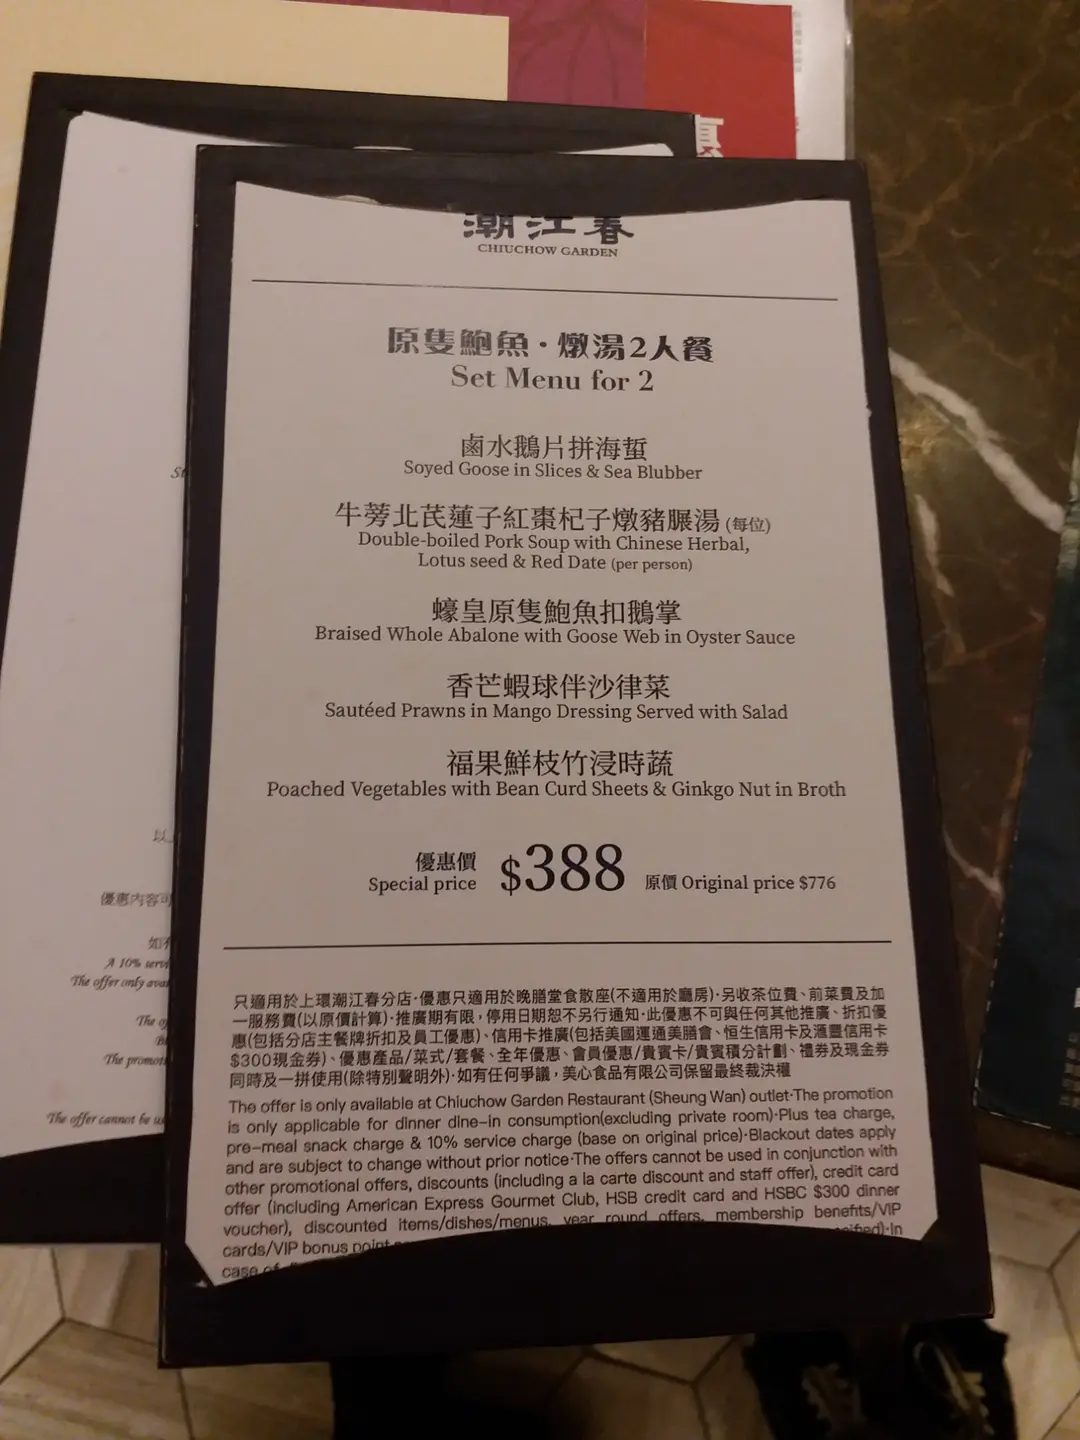 潮江春
CHIUCHOW GARDEN
原隻鮑魚·燉湯2人餐
Set Menu for 2
鹵水鵝片拼海蜇
Soyed Goose in Slices & Sea Blubber
牛蒡北芪蓮子紅棗杞子燉豬𦟌湯 (每位)
Double-boiled Pork Soup with Chinese Herbal,
Lotus seed & Red Date (per person)
蠔皇原隻鮑魚扣鵝掌
Braised Whole Abalone with Goose Web in Oyster Sauce
香芒蝦球伴沙律菜
Sautéed Prawns in Mango Dressing Served with Salad
福果鮮枝竹浸時蔬
Poached Vegetables with Bean Curd Sheets & Ginkgo Nut in Broth
優惠價
Special price $388 原價 Original price $776
只適用於上環潮江春分店·優惠只適用於晚膳堂食散座(不適用於廳房)·另收茶位費、前菜費及加
一服務費(以原價計算)·推廣期有限，停用日期恕不另行通知·此優惠不可與任何其他推廣、折扣優
惠(包括分店主餐牌折扣及員工優惠)、信用卡推廣(包括美國運通美膳會、恒生信用卡及滙豐信用卡
$300現金券)、優惠產品/菜式/套餐、全年優惠、會員優惠/貴賓卡/貴賓積分計劃、禮券及現金券
同時及一拼使用(除特別聲明外)·如有任何爭議，美心食品有限公司保留最終裁決權
The offer is only available at Chiuchow Garden Restaurant (Sheung Wan) outlet·The promotion
is only applicable for dinner dine-in consumption(excluding private room)·Plus tea charge,
pre-meal snack charge & 10% service charge (base on original price)·Blackout dates apply
and are subject to change without prior notice·The offers cannot be used in conjunction with
other promotional offers, discounts (including a la carte discount and staff offer), credit card
offer (including American Express Gourmet Club, HSB credit card and HSBC $300 dinner
voucher), discounted items/dishes/menus, year round offers, membership benefits/VIP
cards/VIP bonus point
In
case of
優惠內容可
A 10% servi
The offer only avai
The o
The promot
The offer cannot be us